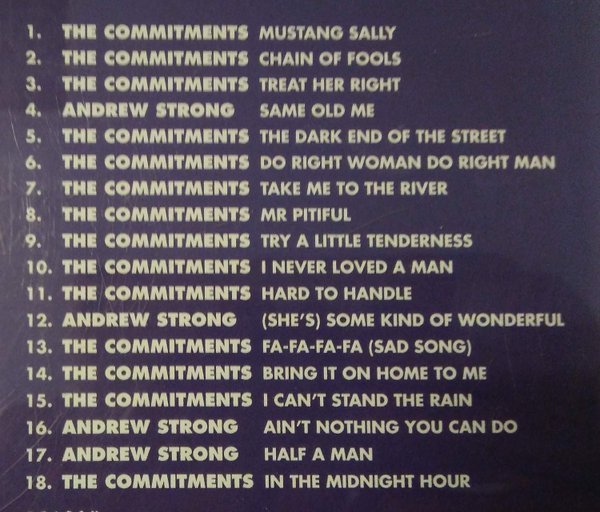 1. THE COMMITMENTS MUSTANG SALLY
2. THE COMMITMENTS CHAIN OF FOOLS
3. THE COMMITMENTS TREAT HER RIGHT
4. ANDREW STRONG SAME OLD ME
5. THE COMMITMENTS THE DARK END OF THE STREET
6. THE COMMITMENTS DO RIGHT WOMAN DO RIGHT MAN
7. THE COMMITMENTS TAKE ME TO THE RIVER
8. THE COMMITMENTS MR PITIFUL
9. THE COMMITMENTS TRY A LITTLE TENDERNESS
10. THE COMMITMENTS I NEVER LOVED A MAN
11. THE COMMITMENTS HARD TO HANDLE
12. ANDREW STRONG (SHE'S) SOME KIND OF WONDERFUL
13. THE COMMITMENTS FA-FA-FA-FA (SAD SONG)
14. THE COMMITMENTS BRING IT ON HOME TO ME
15. THE COMMITMENTS I CAN'T STAND THE RAIN
16. ANDREW STRONG AIN'T NOTHING YOU CAN DO
17. ANDREW STRONG HALF A MAN
18. THE COMMITMENTS IN THE MIDNIGHT HOUR